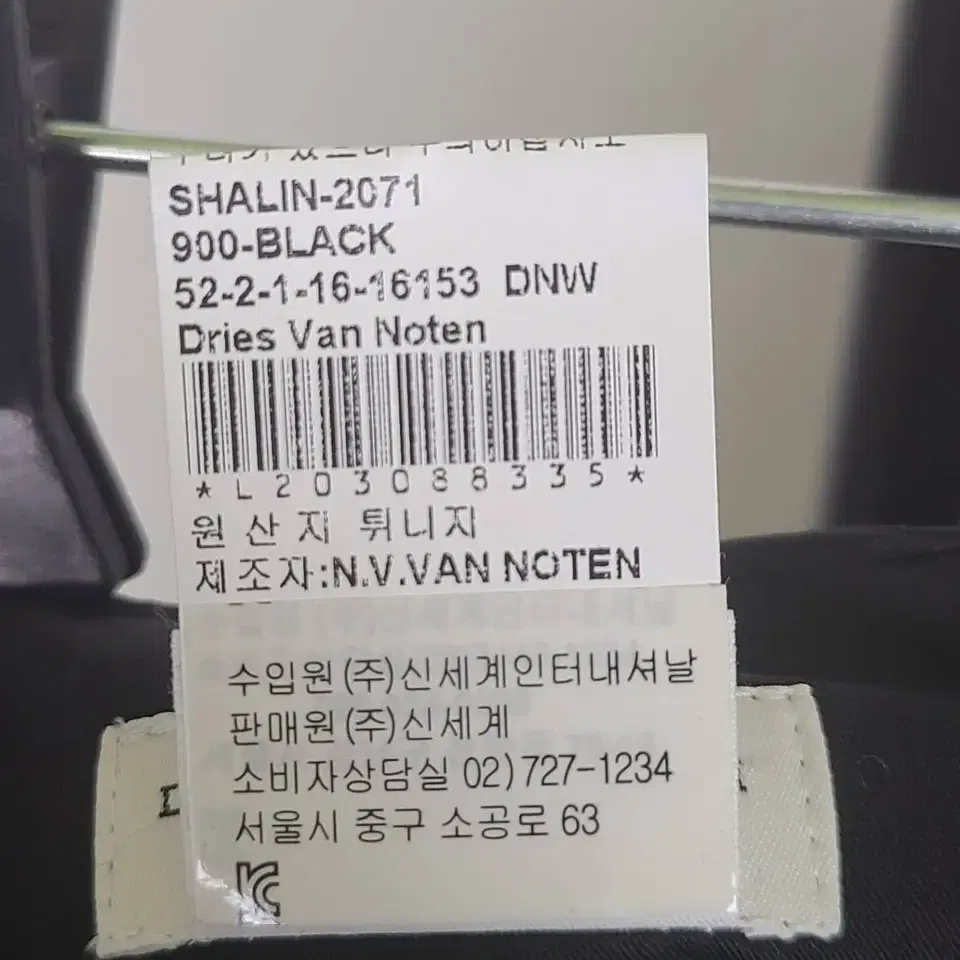 SHALIN-2071
900-BLACK
52-2-1-16-16153 DNW
Dries Van Noten
*L203088335*
원산지 튀니지
제조자:N.V.VAN NOTEN
수입원(주)신세계인터내셔날
판매원(주)신세계
소비자상담실 02)727-1234
서울시 중구 소공로 63